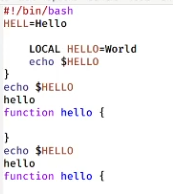 #!/bin/bash
HELL=Hello
LOCAL HELLO=World
echo $HELLO
}
echo $HELLO
hello
function hello {
}
echo $HELLO
hello
function hello {